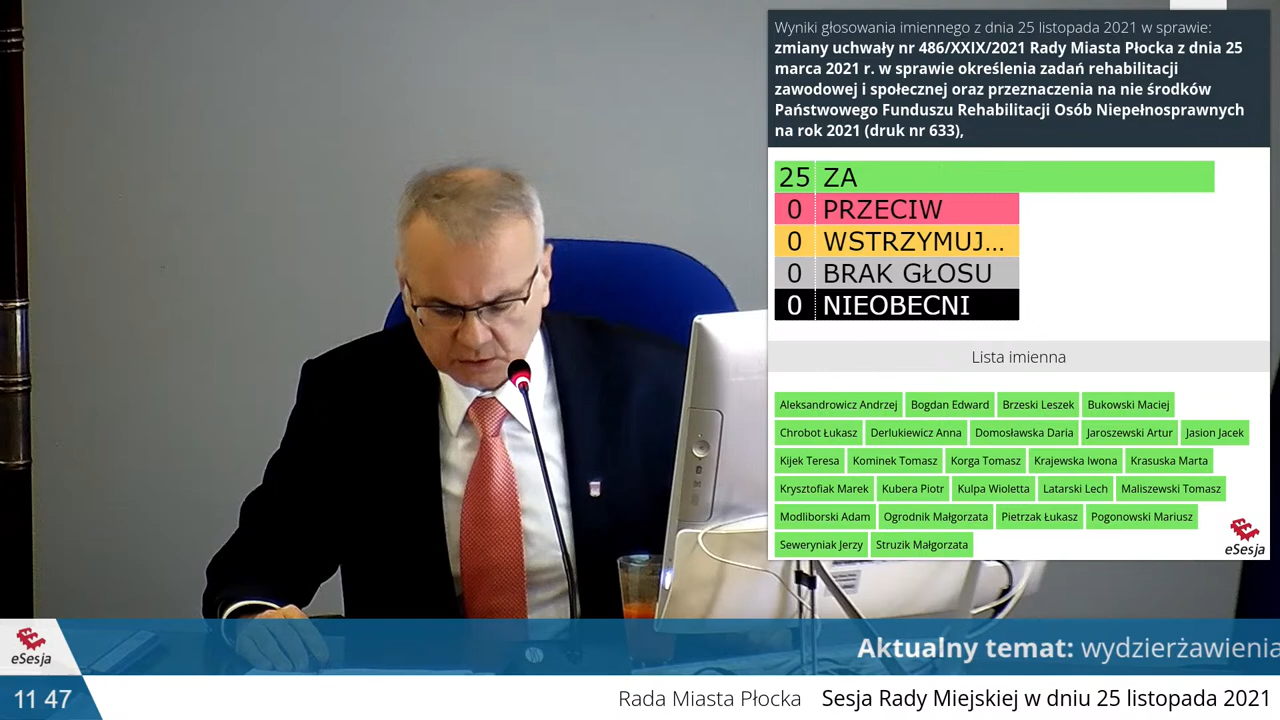 Wyniki głosowania imiennego z dnia 25 listopada 2021 w sprawie:
zmiany uchwały nr 486/XXIX/2021 Rady Miasta Płocka z dnia 25
marca 2021 r. w sprawie określenia zadań rehabilitacji
zawodowej i społecznej oraz przeznaczenia na nie środków
Państwowego Funduszu Rehabilitacji Osób Niepełnosprawnych
na rok 2021 (druk nr 633),
25 ZA
0 PRZECIW
0 WSTRZYMUJ...
0 BRAK GŁOSU
0 NIEOBECNI
Lista imienna
Aleksandrowicz Andrzej Bogdan Edward Brzeski Leszek Bukowski Maciej
Chrobot Łukasz Derlukiewicz Anna Domosławska Daria Jaroszewski Artur Jasion Jacek
Kijek Teresa Kominek Tomasz Korga Tomasz Krajewska Iwona Krasuska Marta
Krysztofiak Marek Kubera Piotr Kulpa Wioletta Latarski Lech Maliszewski Tomasz
Modliborski Adam Ogrodnik Małgorzata Pietrzak Łukasz Pogonowski Mariusz
Seweryniak Jerzy Struzik Małgorzata
eSesja
eSesja
Aktualny temat: wydzierżawienia
11 47
Rada Miasta Płocka Sesja Rady Miejskiej w dniu 25 listopada 2021